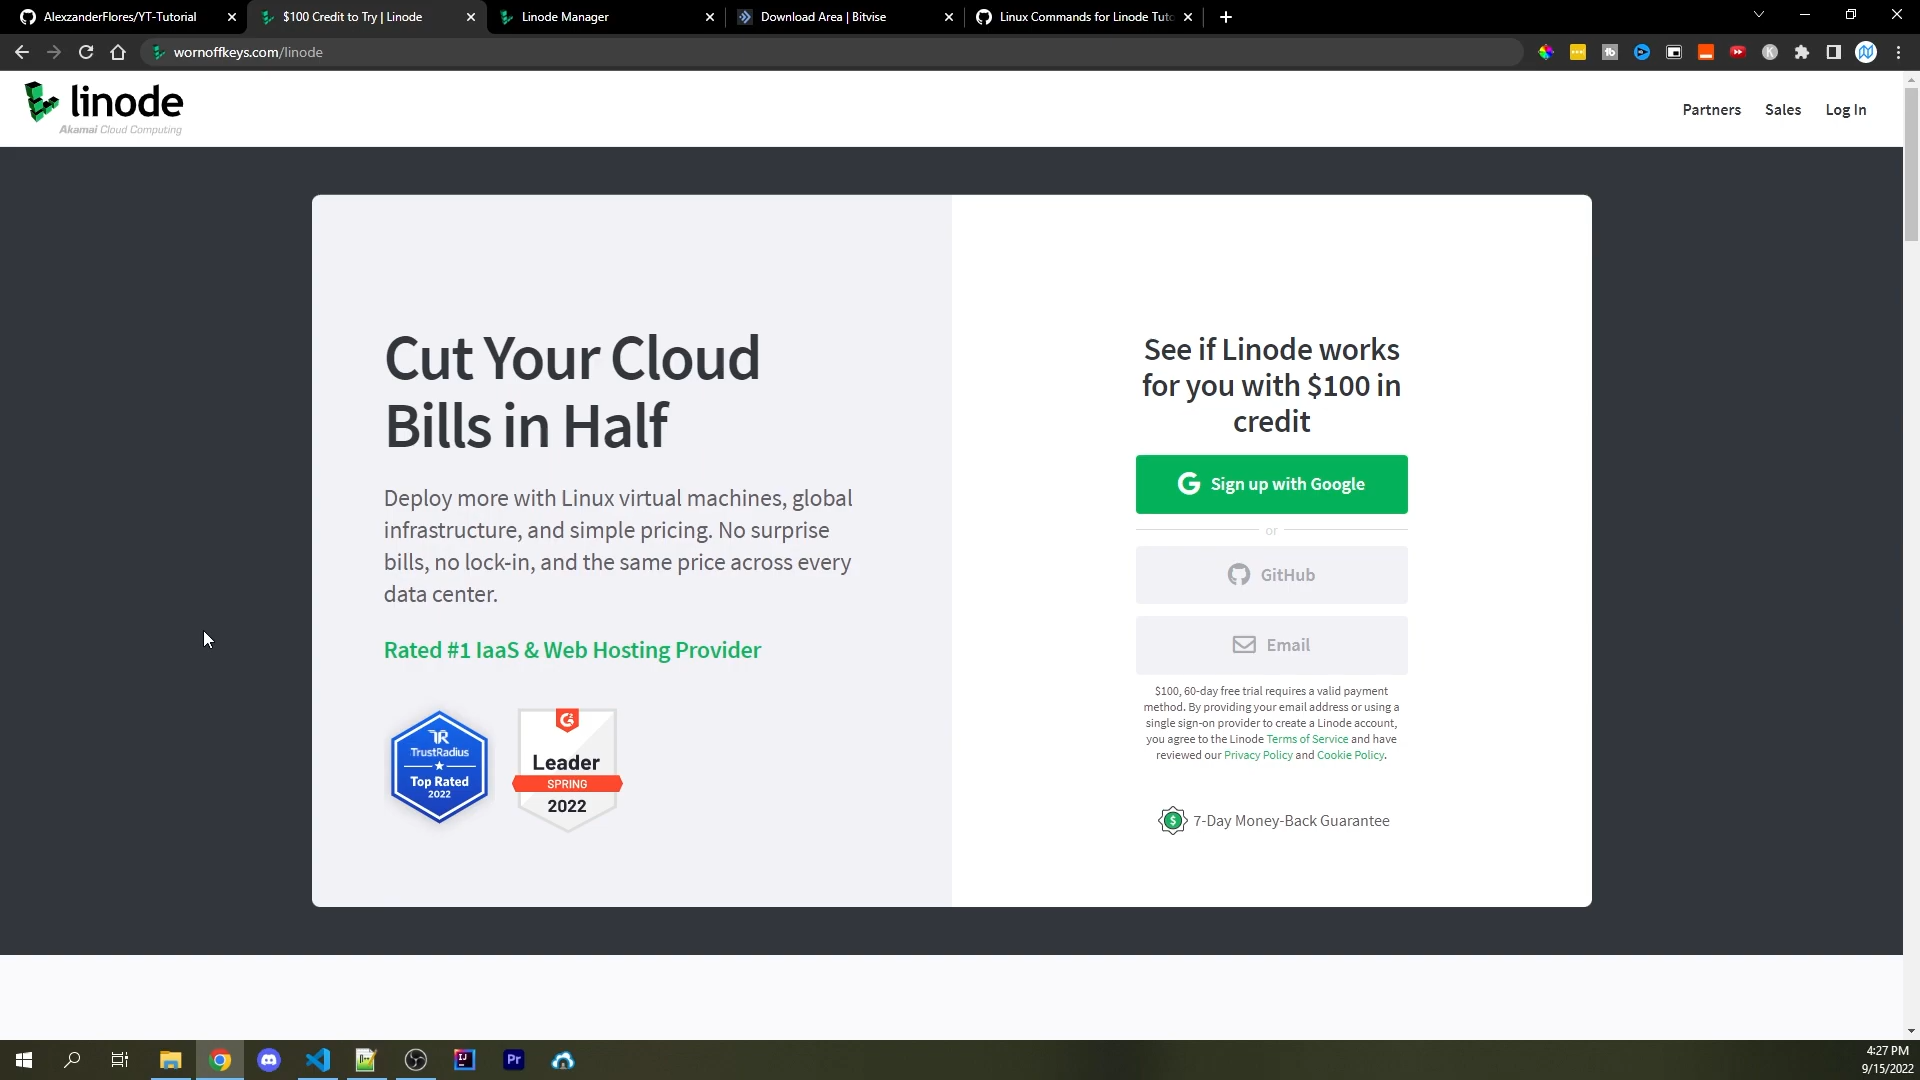 AlexzanderFlores/YT-Tutorial
$100 Credit to Try | Linode
Linode Manager
Download Area | Bitvise
Linux Commands for Linode Tuto
wornoffkeys.com/linode
linode
Akamai Cloud Computing
Partners
Sales
Log In
Cut Your Cloud
Bills in Half
Deploy more with Linux virtual machines, global
infrastructure, and simple pricing. No surprise
bills, no lock-in, and the same price across every
data center.
Rated #1 IaaS & Web Hosting Provider
TR
TrustRadius
Top Rated
2022
G2
Leader
SPRING
2022
See if Linode works
for you with $100 in
credit
G Sign up with Google
or
GitHub
Email
$100, 60-day free trial requires a valid payment
method. By providing your email address or using a
single sign-on provider to create a Linode account,
you agree to the Linode Terms of Service and have
reviewed our Privacy Policy and Cookie Policy.
$ 7-Day Money-Back Guarantee
IJ
Pr
4:27 PM
9/15/2022